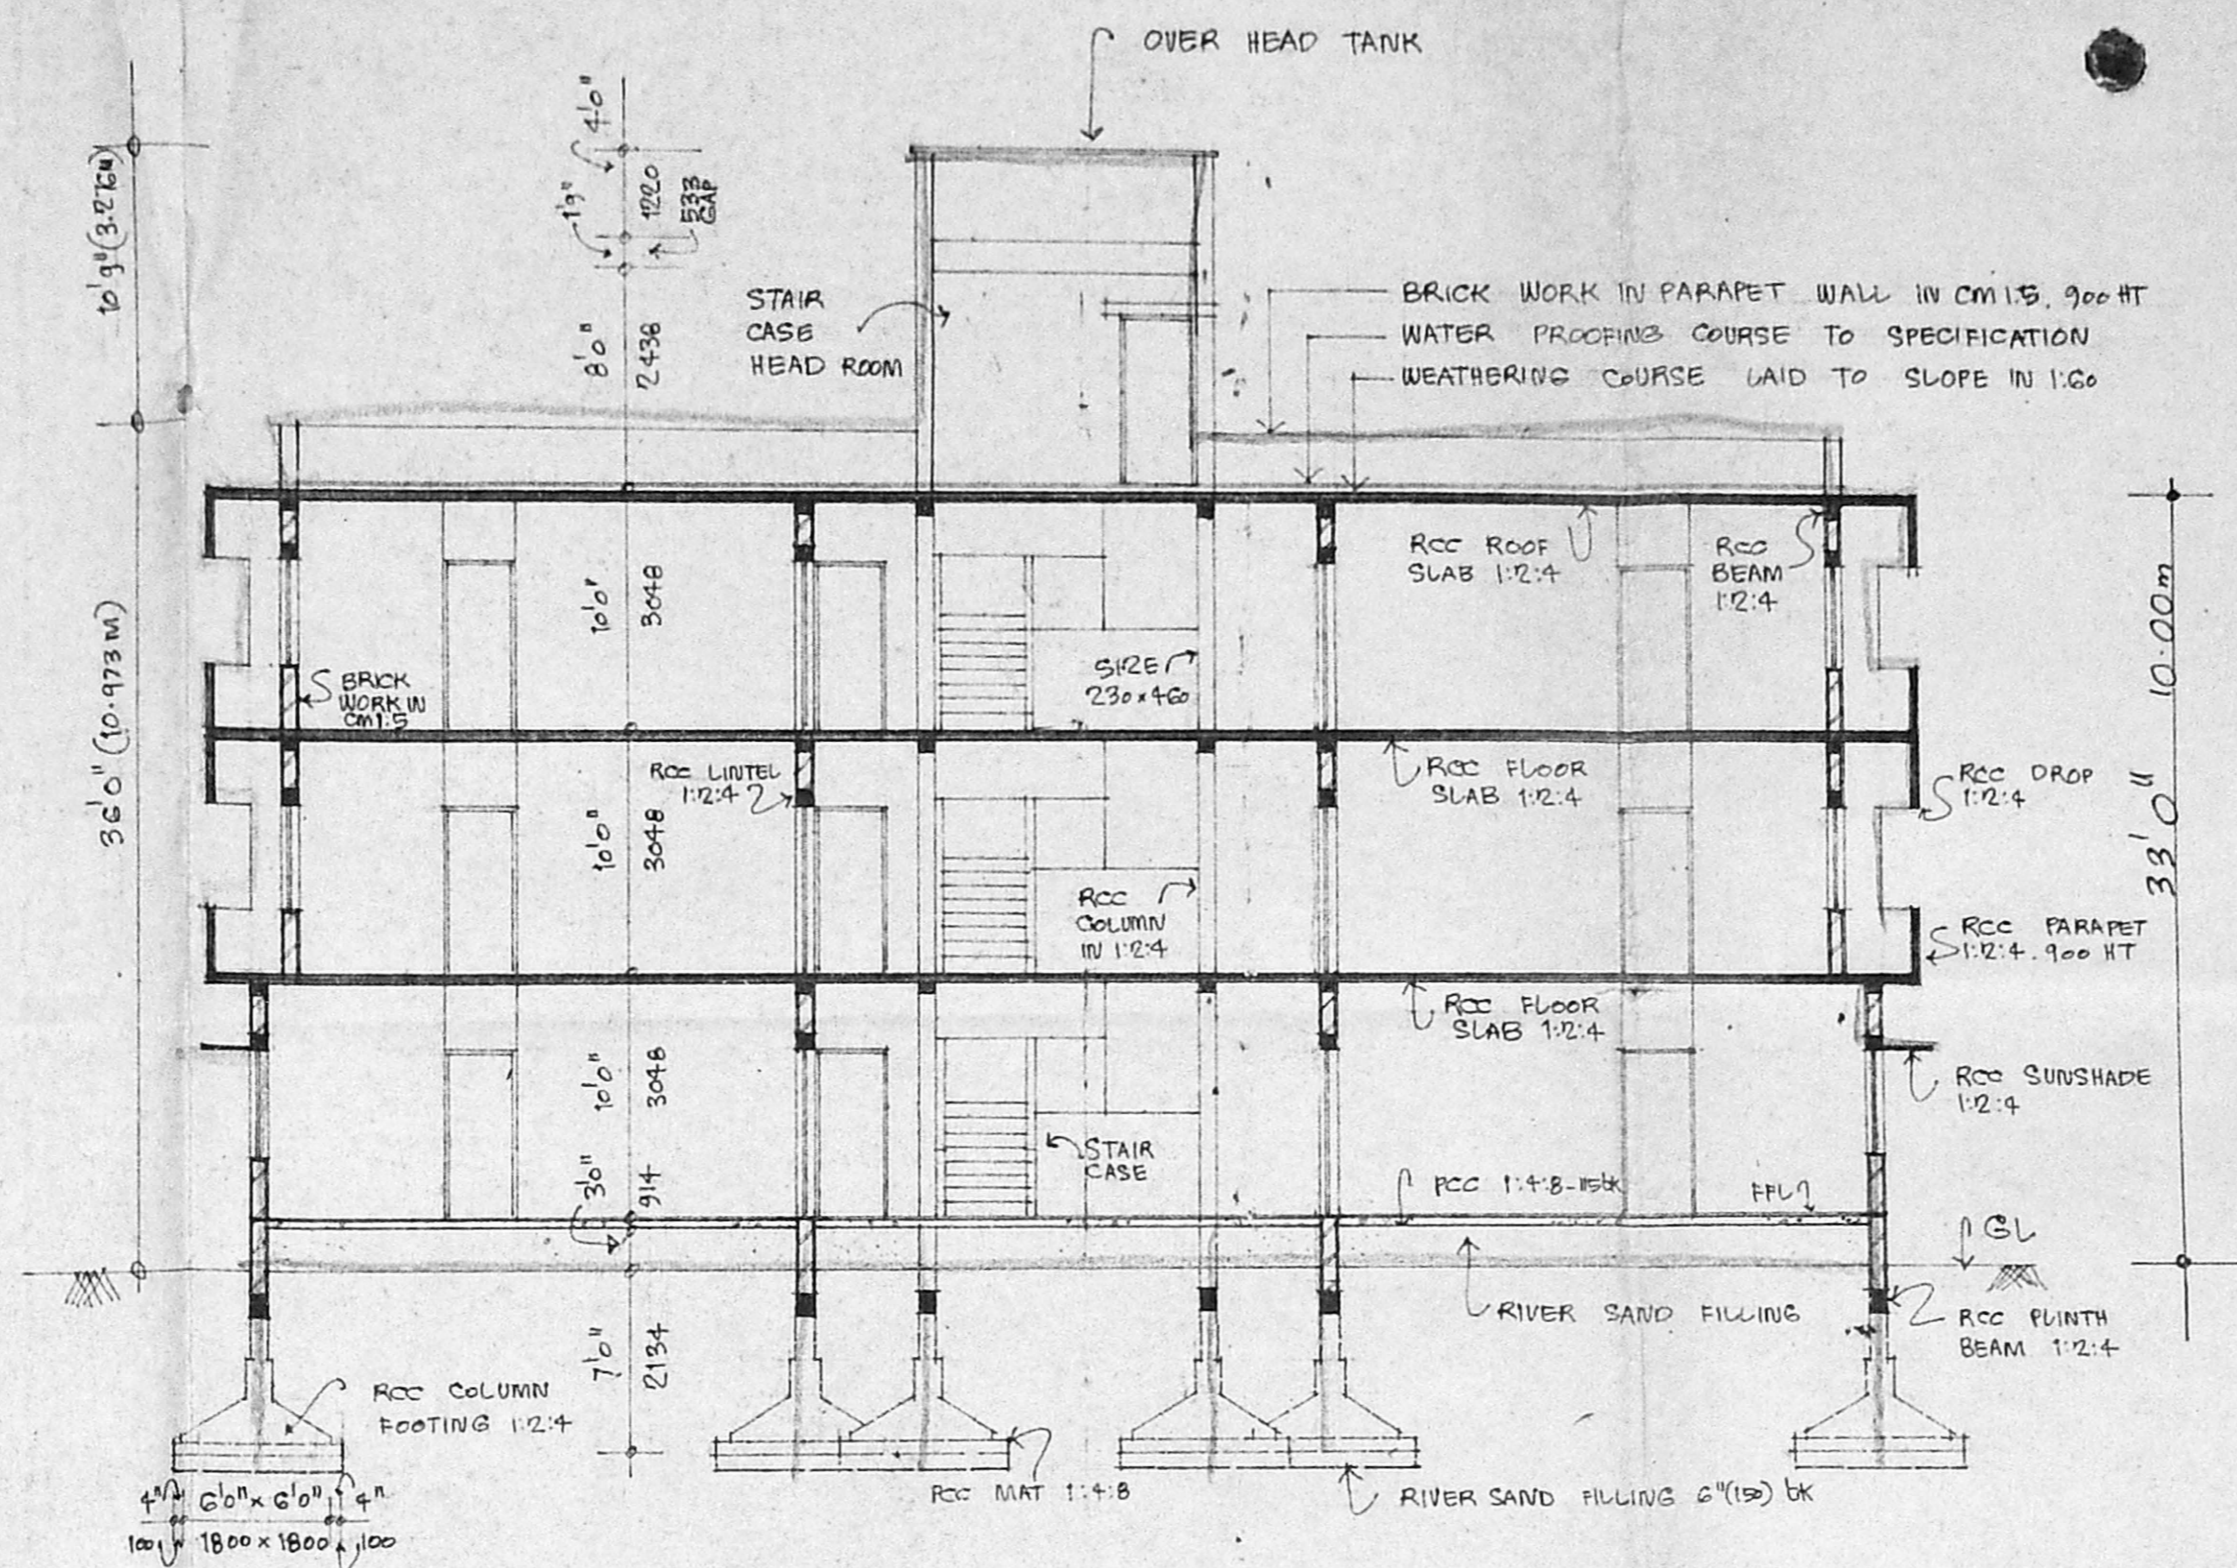 OVER HEAD TANK
4'0"
1'9"
1220
533
GAP
10'9" (3.276M)
8'0"
2438
STAIR
CASE
HEAD ROOM
BRICK WORK IN PARAPET WALL IN CM 1:5. 900 HT
WATER PROOFING COURSE TO SPECIFICATION
WEATHERING COURSE LAID TO SLOPE IN 1:60
RCC ROOF
SLAB 1:2:4
RCC
BEAM
1:2:4
10'0"
3048
SIZE
230 x 460
BRICK
WORK IN
CM 1:5
36'0" (10.973 M)
33'0" 10.00m
RCC LINTEL
1:2:4
RCC FLOOR
SLAB 1:2:4
RCC DROP
1:2:4
10'0"
3048
RCC
COLUMN
IN 1:2:4
RCC PARAPET
1:2:4. 900 HT
RCC FLOOR
SLAB 1:2:4
10'0"
3048
RCC SUNSHADE
1:2:4
STAIR
CASE
3'0"
914
PCC 1:4:8-115tk
FFL
GL
RIVER SAND FILLING
RCC PLINTH
BEAM 1:2:4
7'0"
2134
RCC COLUMN
FOOTING 1:2:4
PCC MAT 1:4:8
RIVER SAND FILLING 6"(150) tk
4" 6'0" x 6'0" 4"
100 1800 x 1800 100